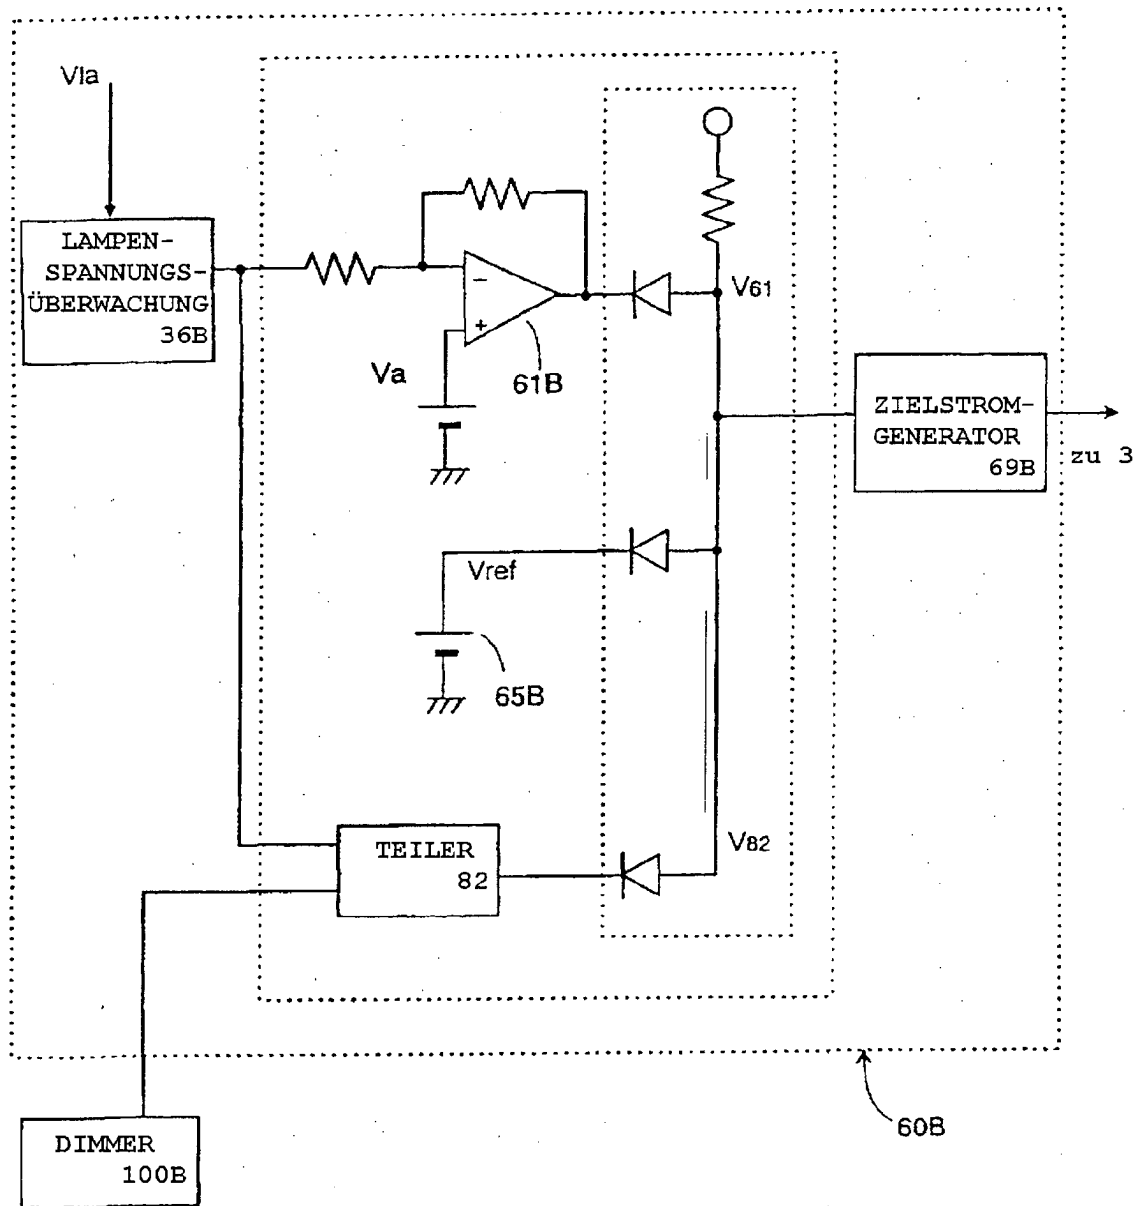 Vla
LAMPEN-
SPANNUNGS-
ÜBERWACHUNG
36B
−
+
Va
61B
V61
ZIELSTROM-
GENERATOR
69B
zu 3
Vref
65B
V82
TEILER
82
60B
DIMMER
100B